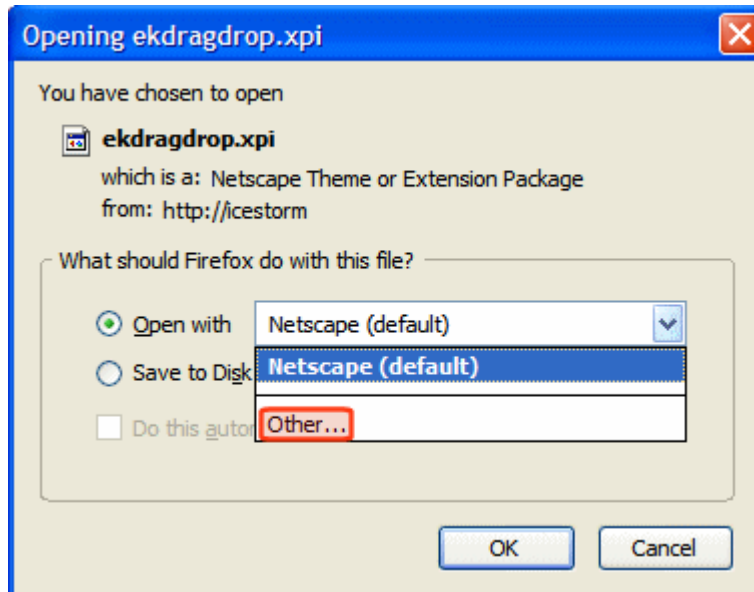 Opening ekdragdrop.xpi
You have chosen to open
ekdragdrop.xpi
which is a: Netscape Theme or Extension Package
from: http://icestorm
What should Firefox do with this file?
Open with Netscape (default)
Netscape (default)
Save to Disk
Other...
Do this
OK Cancel